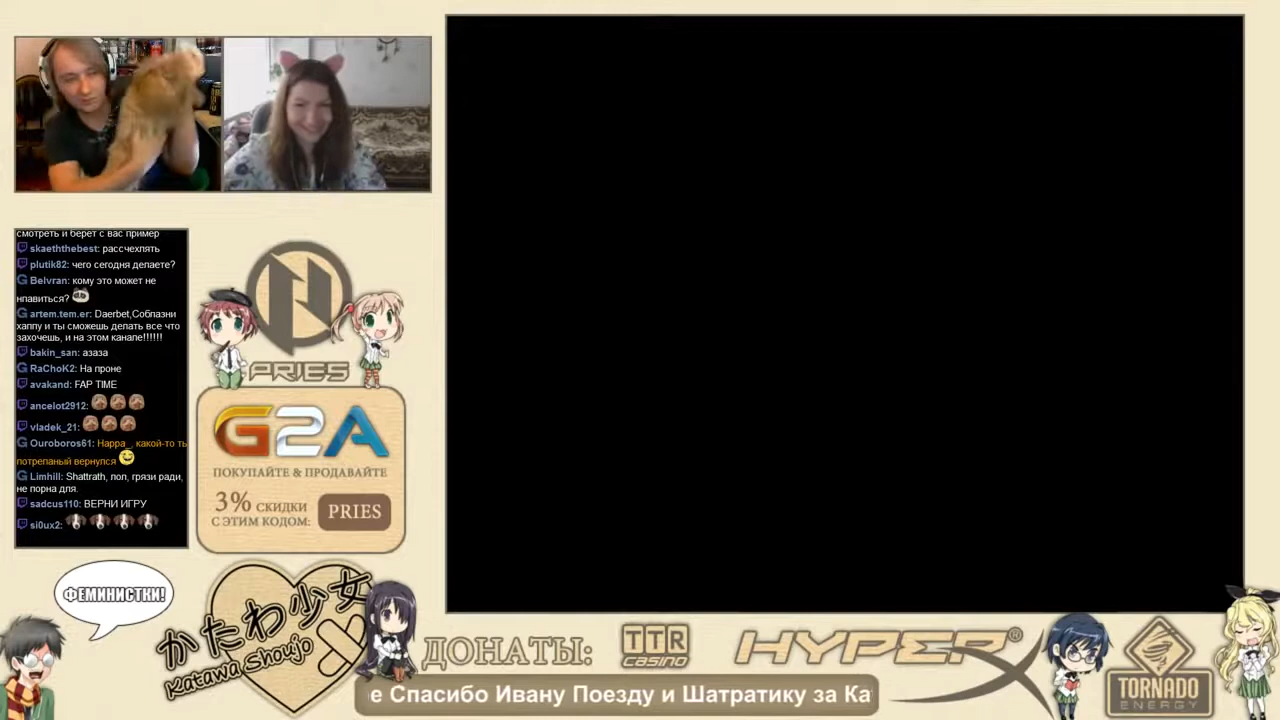 смотреть и берет с вас пример
skaeththebest: рассчехлять
plutik82: чего сегодня делаете?
Belvran: кому это может не
нпавиться?
artem.tem.er: Daerbet,Соблазни
хаппу и ты сможешь делать все что
захочешь, и на этом канале!!!!!!
bakin_san: азаза
RaChoK2: На проне
avakand: FAP TIME
ancelot2912:
vladek_21:
Ouroboros61: Happa_, какой-то ты
потрепаный вернулся
Limhill: Shattrath, лол, грязи ради,
не порна для.
sadcus110: ВЕРНИ ИГРУ
si0ux2:
PRIES
G2A
ПОКУПАЙТЕ & ПРОДАВАЙТЕ
3% СКИДКИ
С ЭТИМ КОДОМ:
PRIES
ФЕМИНИСТКИ!
かたわ少女
Katawa Shoujo
ДОНАТЫ:
TTR
CASINO
HYPERX®
TORNADO
ENERGY
е Спасибо Ивану Поезду и Шатратику за Ка